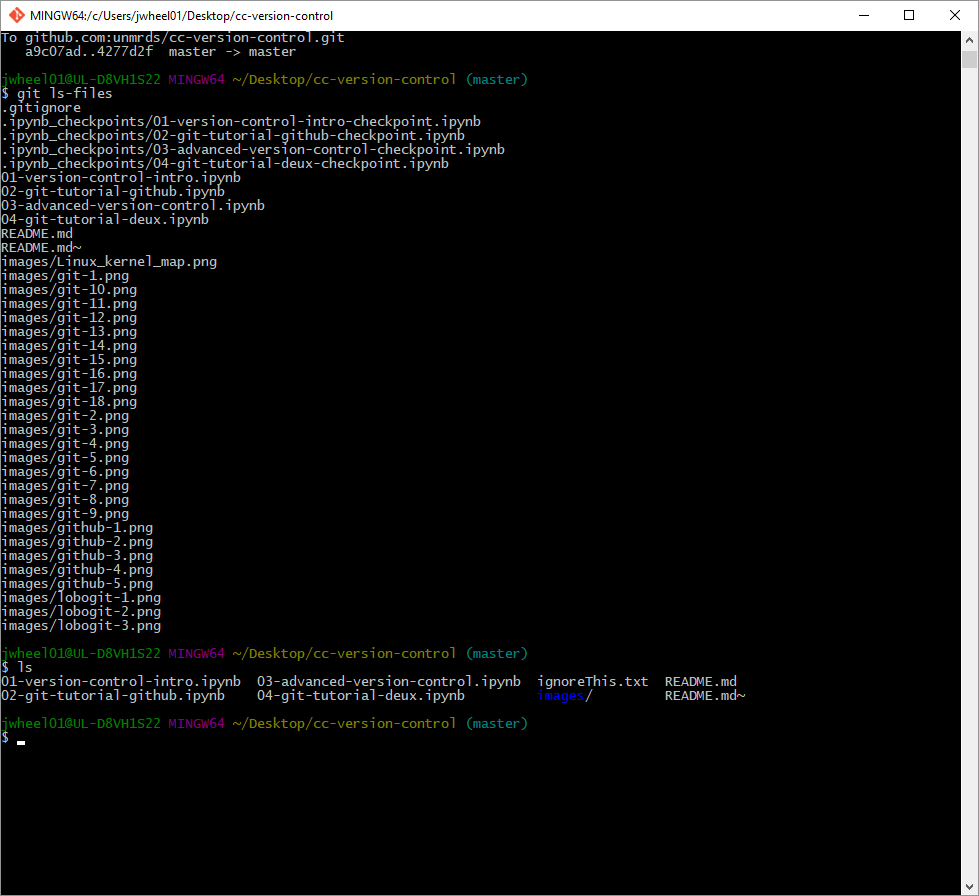 MINGW64:/c/Users/jwheel01/Desktop/cc-version-control
To github.com:unmrds/cc-version-control.git
   a9c07ad..4277d2f  master -> master
jwheel01@UL-D8VH1S22 MINGW64 ~/Desktop/cc-version-control (master)
$ git ls-files
.gitignore
.ipynb_checkpoints/01-version-control-intro-checkpoint.ipynb
.ipynb_checkpoints/02-git-tutorial-github-checkpoint.ipynb
.ipynb_checkpoints/03-advanced-version-control-checkpoint.ipynb
.ipynb_checkpoints/04-git-tutorial-deux-checkpoint.ipynb
01-version-control-intro.ipynb
02-git-tutorial-github.ipynb
03-advanced-version-control.ipynb
04-git-tutorial-deux.ipynb
README.md
README.md~
images/Linux_kernel_map.png
images/git-1.png
images/git-10.png
images/git-11.png
images/git-12.png
images/git-13.png
images/git-14.png
images/git-15.png
images/git-16.png
images/git-17.png
images/git-18.png
images/git-2.png
images/git-3.png
images/git-4.png
images/git-5.png
images/git-6.png
images/git-7.png
images/git-8.png
images/git-9.png
images/github-1.png
images/github-2.png
images/github-3.png
images/github-4.png
images/github-5.png
images/lobogit-1.png
images/lobogit-2.png
images/lobogit-3.png
jwheel01@UL-D8VH1S22 MINGW64 ~/Desktop/cc-version-control (master)
$ ls
01-version-control-intro.ipynb  03-advanced-version-control.ipynb  ignoreThis.txt  README.md
02-git-tutorial-github.ipynb    04-git-tutorial-deux.ipynb         images/         README.md~
jwheel01@UL-D8VH1S22 MINGW64 ~/Desktop/cc-version-control (master)
$